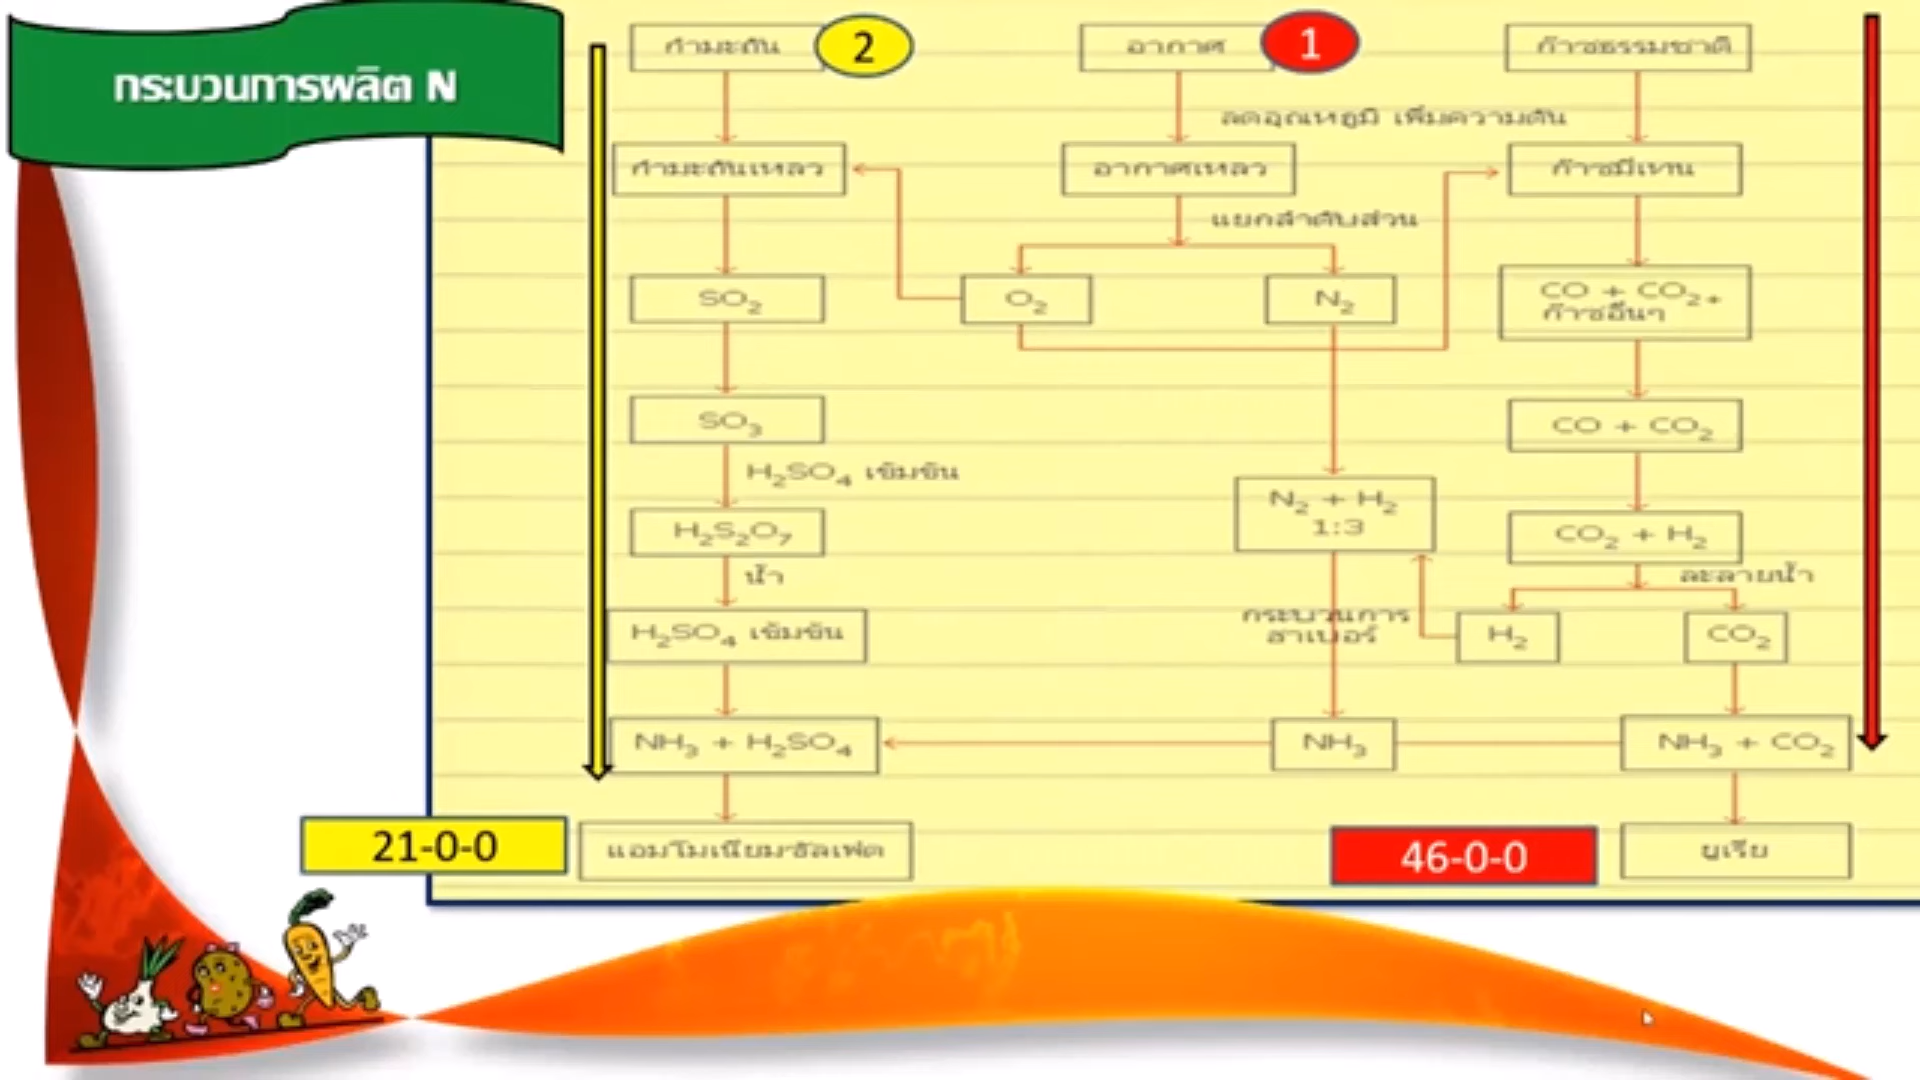 กระบวนการผลิต N
กำมะถัน
2
อากาศ
1
ก๊าซธรรมชาติ
ลดอุณหภูมิ เพิ่มความดัน
กำมะถันเหลว
อากาศเหลว
ก๊าซมีเทน
แยกลำดับส่วน
SO₂
O₂
N₂
CO + CO₂+
ก๊าซอื่นๆ
SO₃
CO + CO₂
H₂SO₄ เข้มข้น
N₂ + H₂
1:3
H₂S₂O₇
CO₂ + H₂
น้ำ
ละลายน้ำ
กระบวนการ
ฮาเบอร์
H₂SO₄ เข้มข้น
H₂
CO₂
NH₃ + H₂SO₄
NH₃
NH₃ + CO₂
21-0-0
แอมโมเนียมซัลเฟต
46-0-0
ยูเรีย